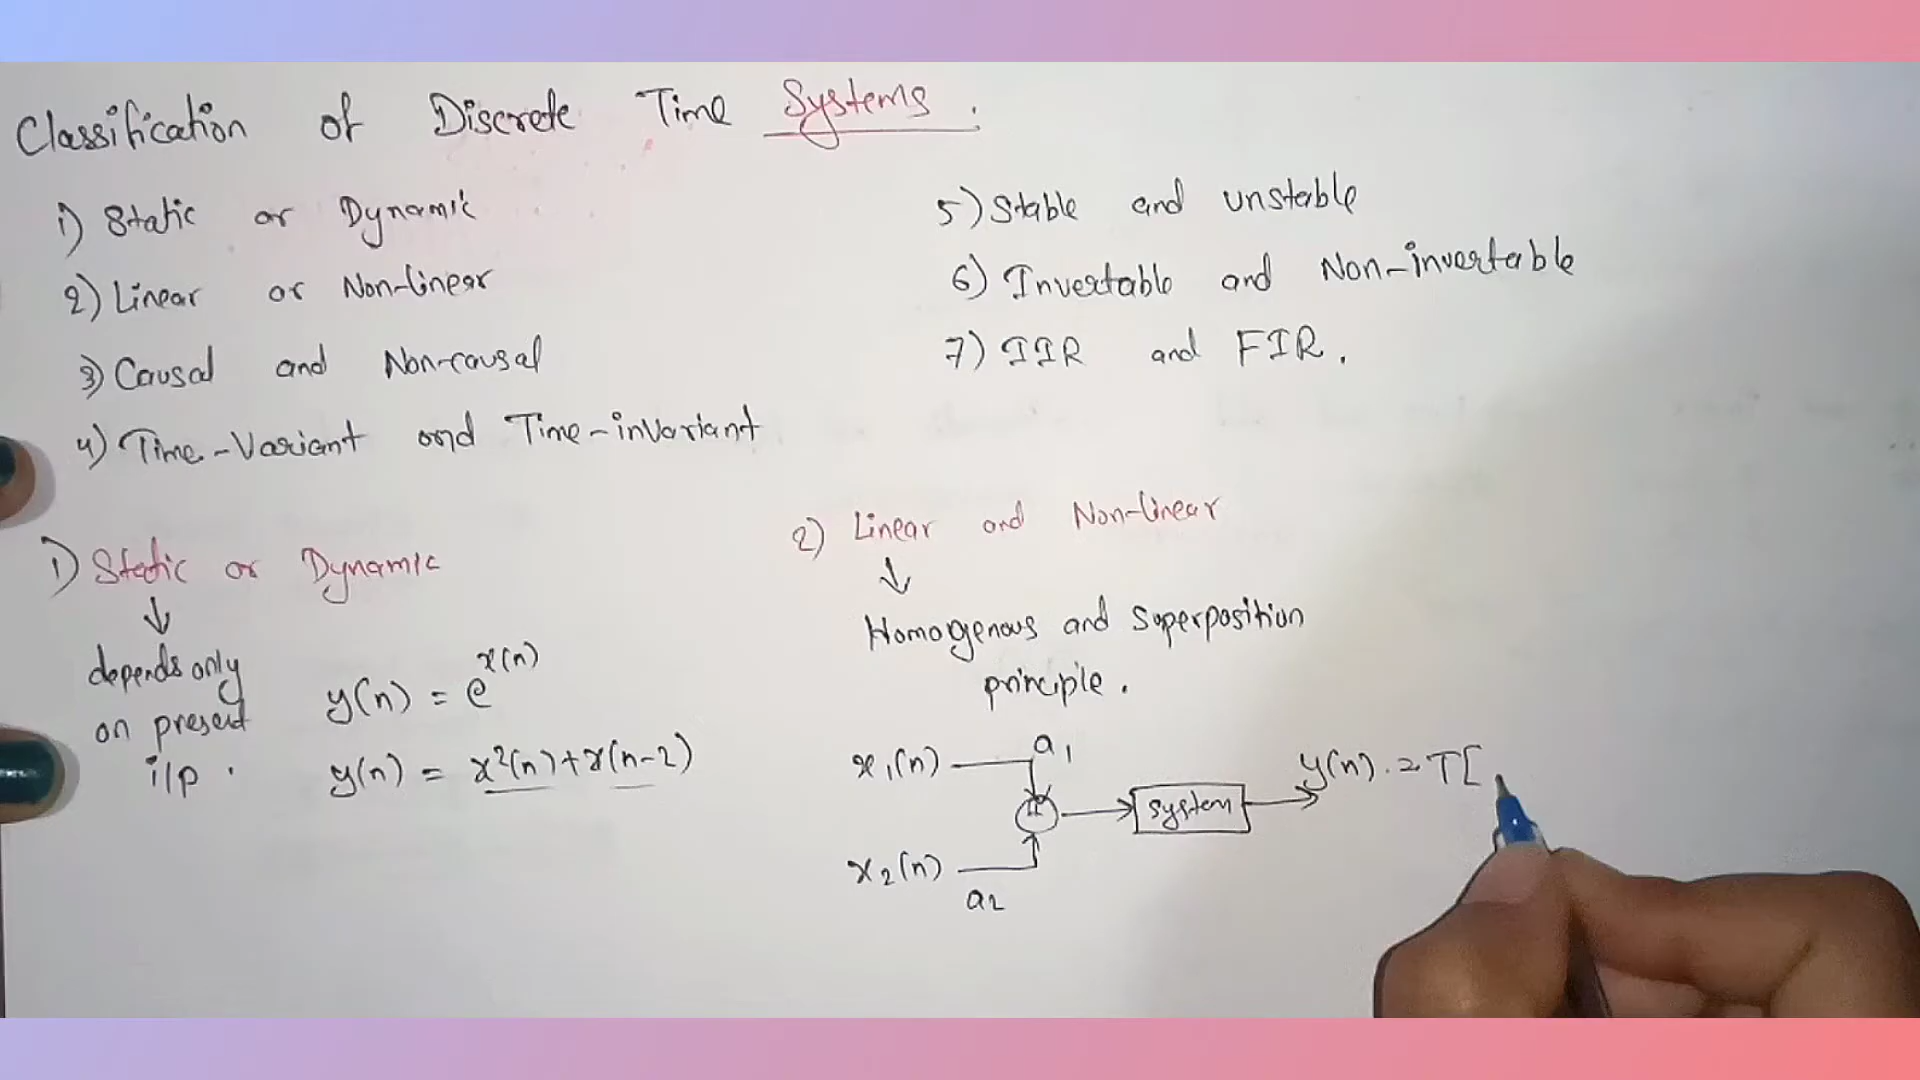 Classification of Discrete Time Systems.
1) Static or Dynamic
2) Linear or Non-linear
3) Causal and Non-causal
4) Time-Variant and Time-invariant
5) Stable and unstable
6) Invertable and Non-invertable
7) IIR and FIR.
1) Static or Dynamic
↓
depends only
on present
i/p.
y(n) = e^x(n)
y(n) = x²(n)+x(n-2)
2) Linear and Non-linear
↓
Homogenous and superposition
principle.
x₁(n) a₁
system y(n). = T[
x₂(n)
a₂